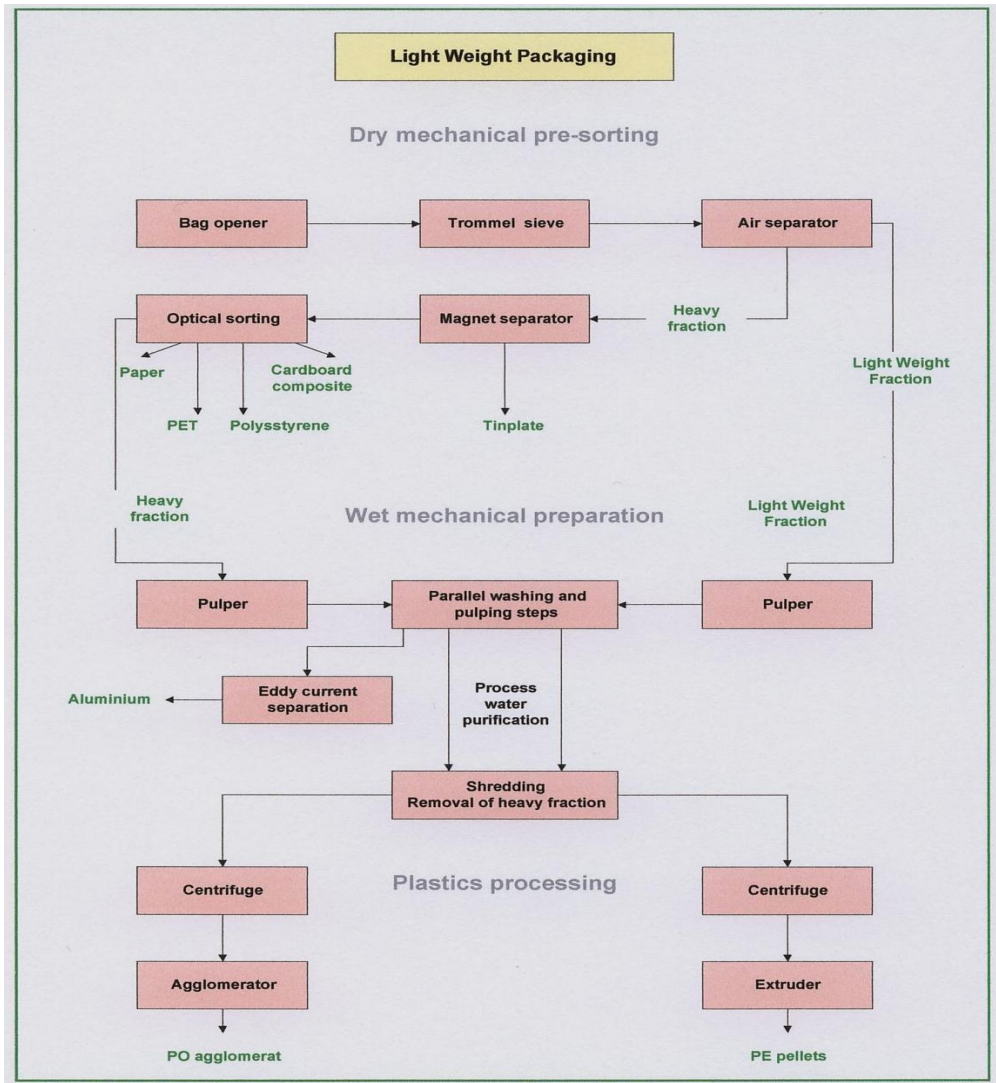 Light Weight Packaging
Dry mechanical pre-sorting
Bag opener
Trommel sieve
Air separator
Optical sorting
Magnet separator
Heavy
fraction
Light Weight
Fraction
Paper
Cardboard
composite
PET
Polysstyrene
Tinplate
Heavy
fraction
Wet mechanical preparation
Light Weight
Fraction
Pulper
Parallel washing and
pulping steps
Pulper
Aluminium
Eddy current
separation
Process
water
purification
Shredding
Removal of heavy fraction
Centrifuge
Plastics processing
Centrifuge
Agglomerator
Extruder
PO agglomerat
PE pellets